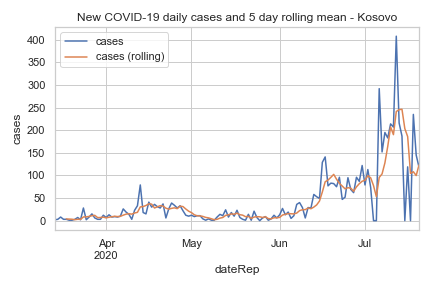 New COVID-19 daily cases and 5 day rolling mean - Kosovo
cases
cases (rolling)
400
350
300
250
200
150
100
50
0
cases
Apr
2020
May
Jun
Jul
dateRep